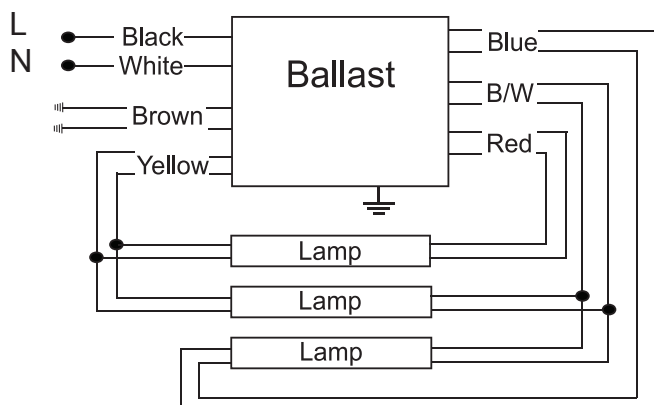 L
Black
N
White
Brown
Yellow
Ballast
Blue
B/W
Red
Lamp
Lamp
Lamp